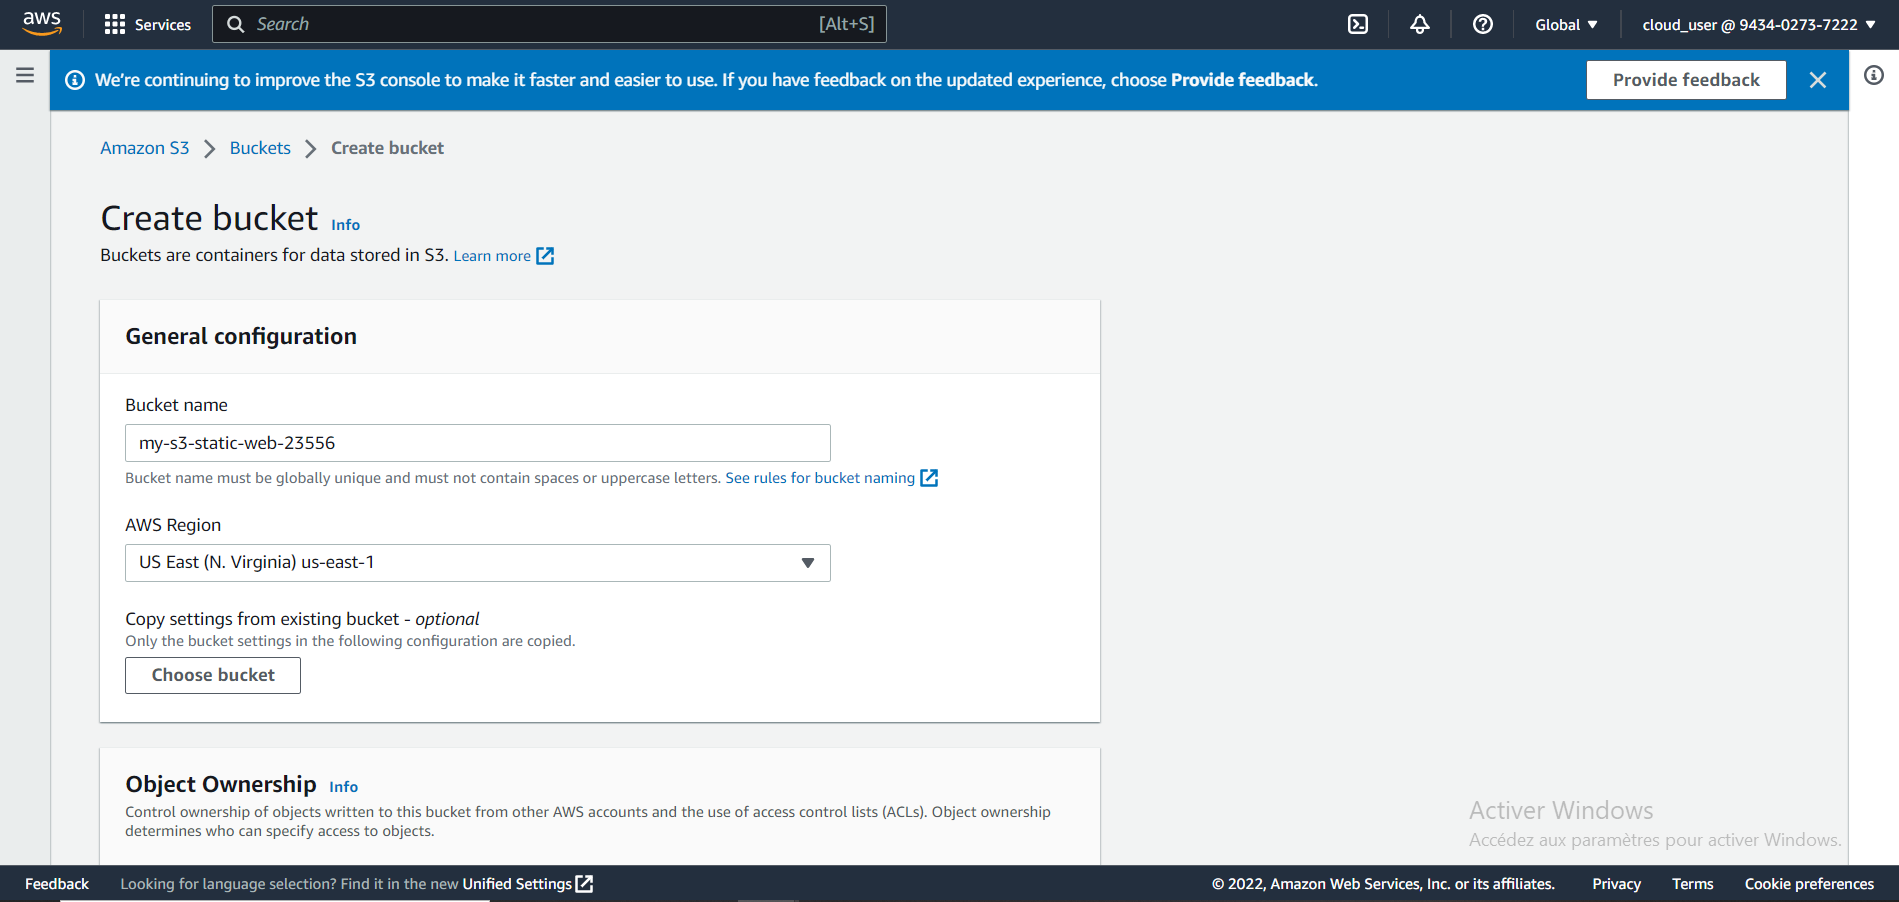 aws
Services
Search
[Alt+S]
Global
cloud_user @ 9434-0273-7222
We're continuing to improve the S3 console to make it faster and easier to use. If you have feedback on the updated experience, choose Provide feedback.
Provide feedback
Amazon S3
Buckets
Create bucket
Create bucket
Info
Buckets are containers for data stored in S3. Learn more
General configuration
Bucket name
my-s3-static-web-23556
Bucket name must be globally unique and must not contain spaces or uppercase letters. See rules for bucket naming
AWS Region
US East (N. Virginia) us-east-1
Copy settings from existing bucket - optional
Only the bucket settings in the following configuration are copied.
Choose bucket
Object Ownership
Info
Control ownership of objects written to this bucket from other AWS accounts and the use of access control lists (ACLs). Object ownership
determines who can specify access to objects.
Activer Windows
Accédez aux paramètres pour activer Windows.
Feedback
Looking for language selection? Find it in the new Unified Settings
© 2022, Amazon Web Services, Inc. or its affiliates.
Privacy
Terms
Cookie preferences